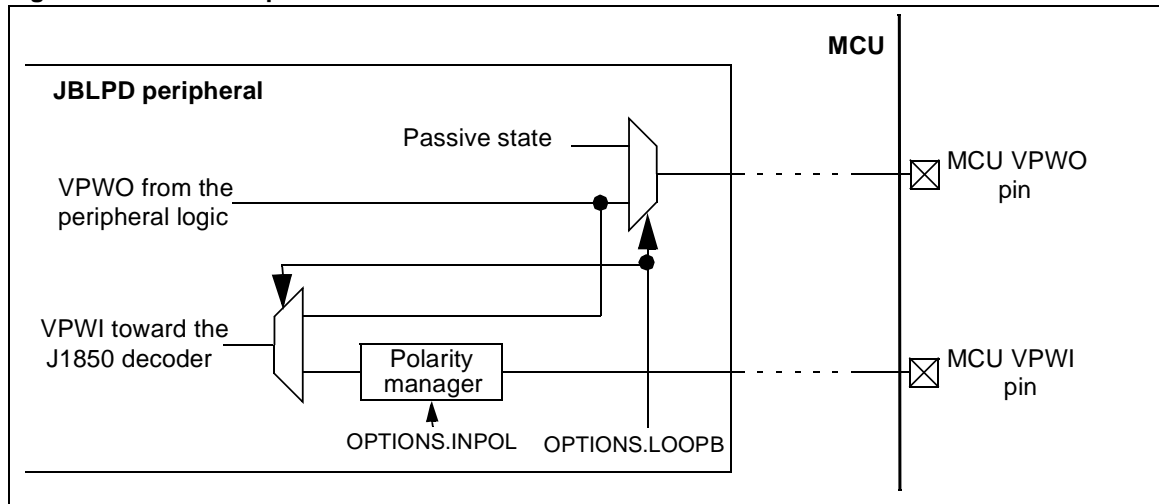 MCU
JBLPD peripheral
Passive state
VPWO from the
peripheral logic
MCU VPWO
pin
VPWI toward the
J1850 decoder
Polarity
manager
MCU VPWI
pin
OPTIONS.INPOL
OPTIONS.LOOPB